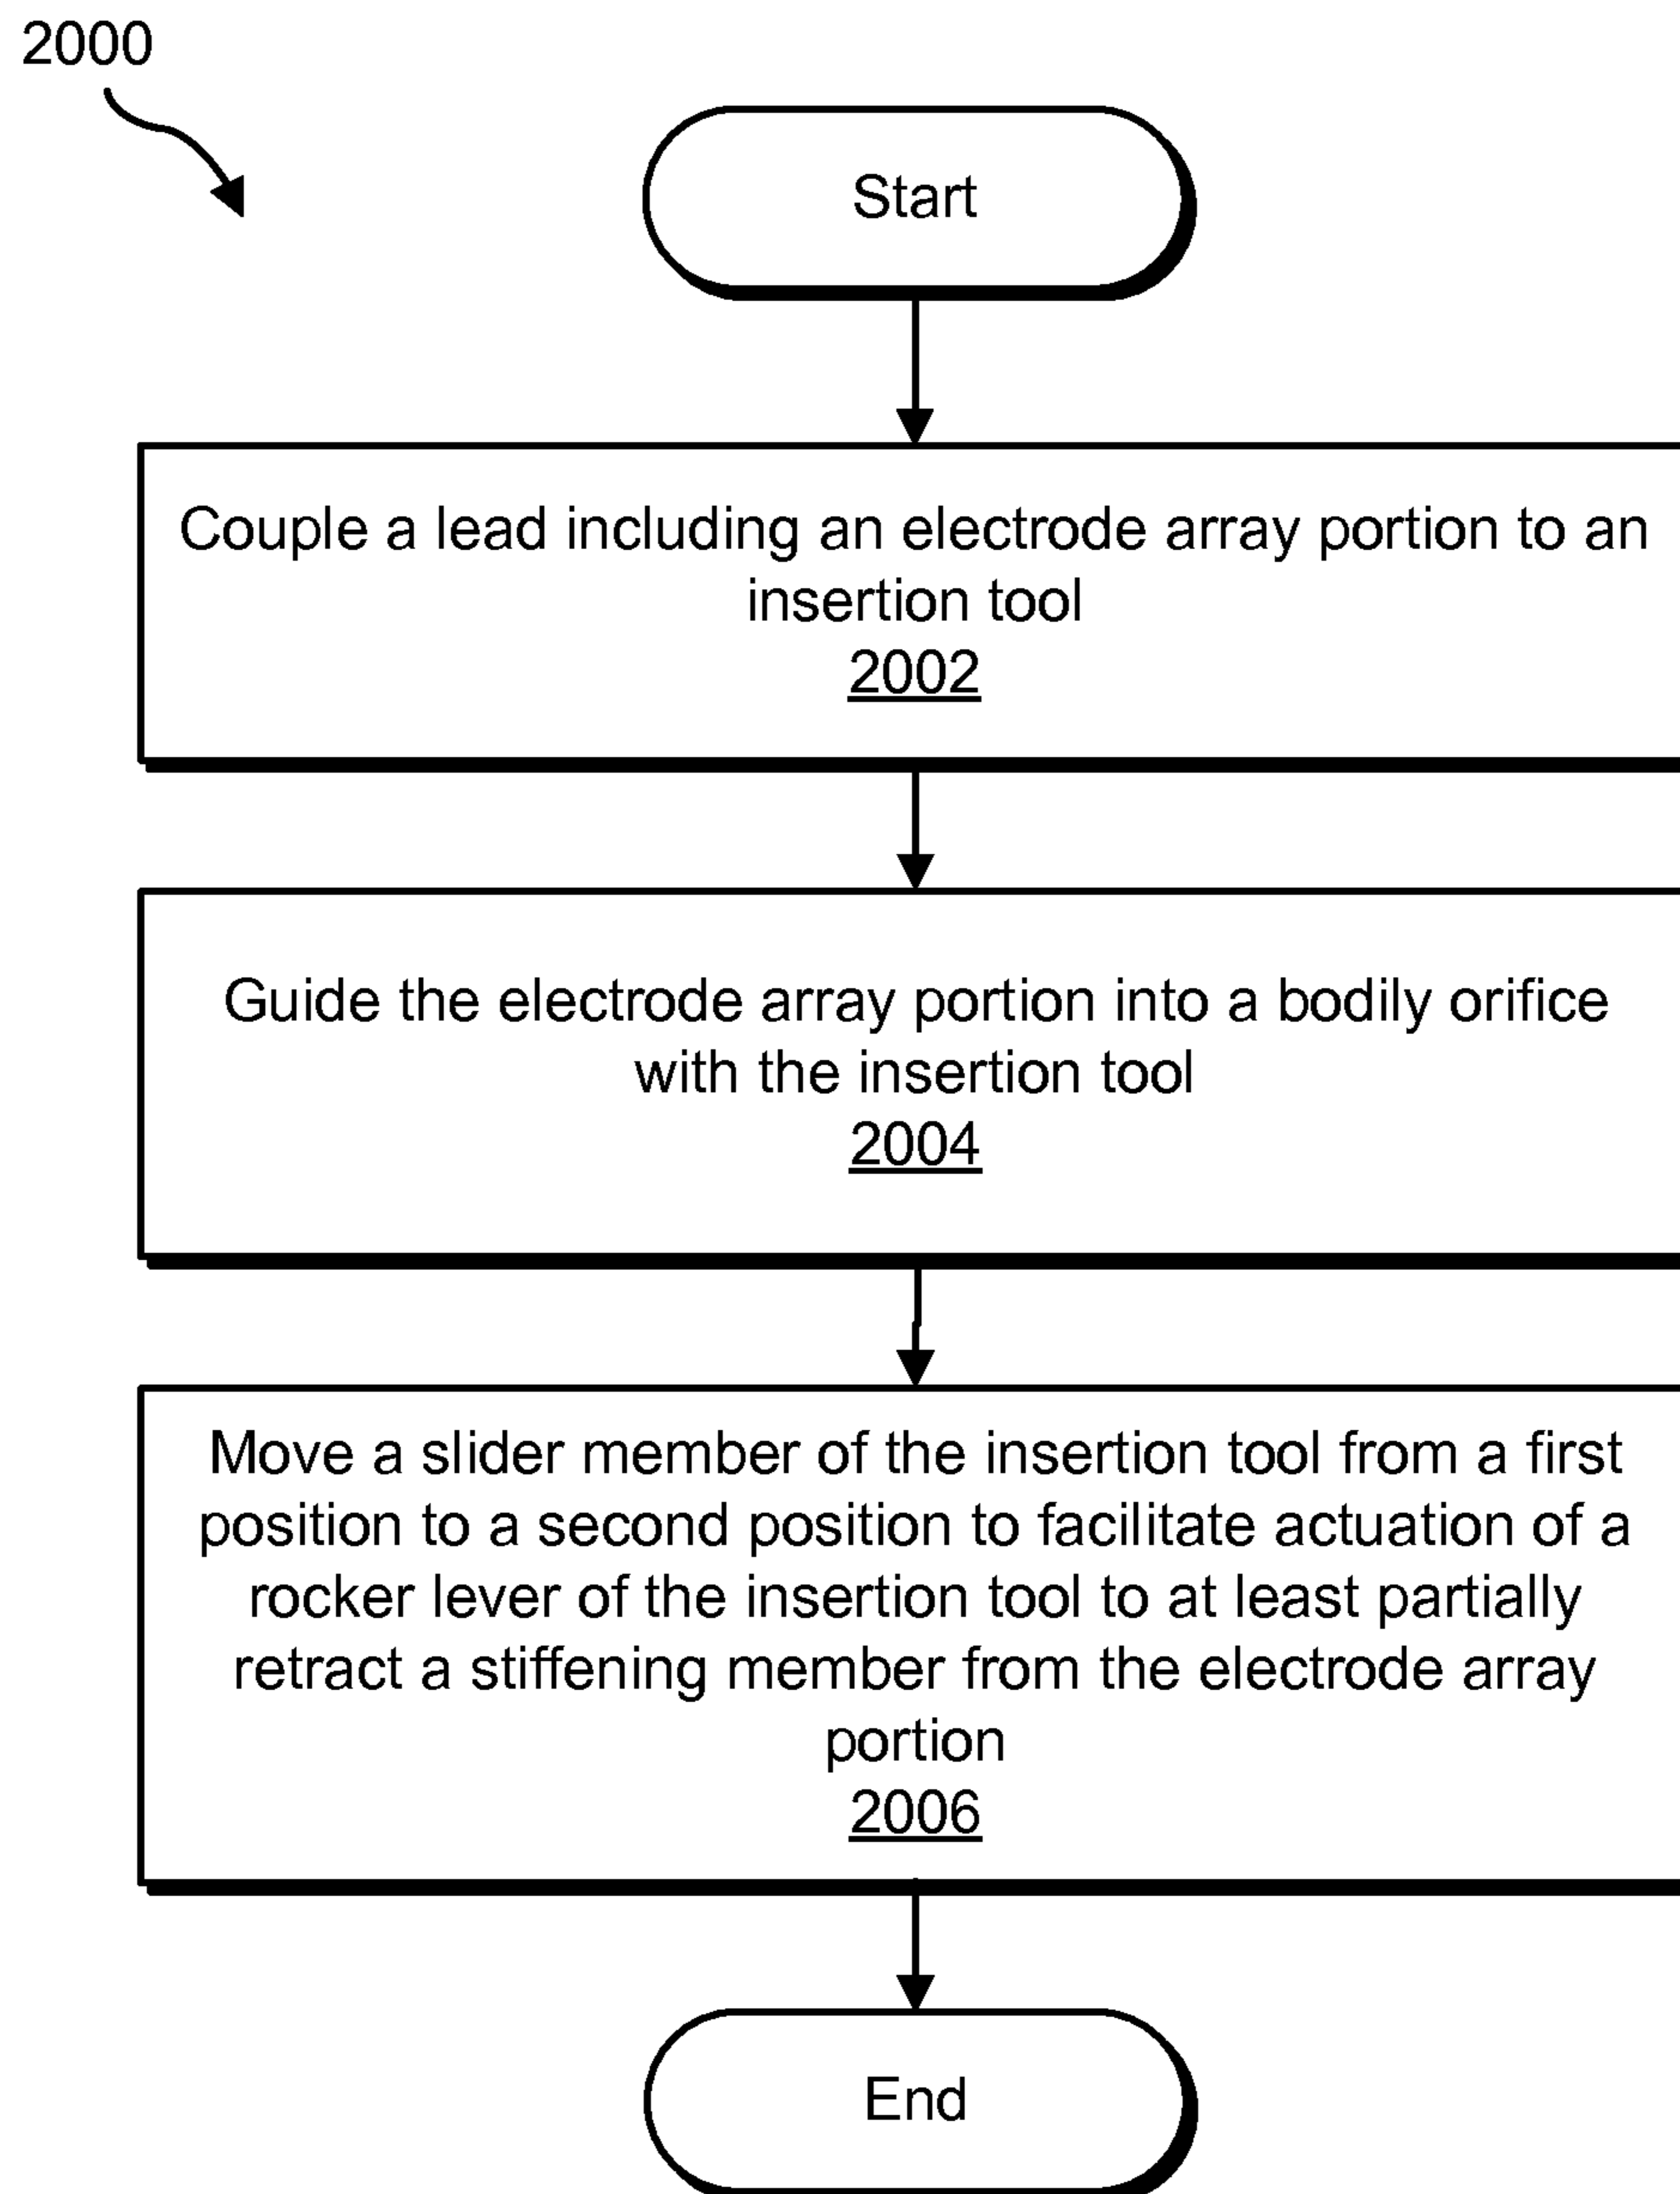 2000
Start
Couple a lead including an electrode array portion to an
insertion tool
2002
Guide the electrode array portion into a bodily orifice
with the insertion tool
2004
Move a slider member of the insertion tool from a first
position to a second position to facilitate actuation of a
rocker lever of the insertion tool to at least partially
retract a stiffening member from the electrode array
portion
2006
End